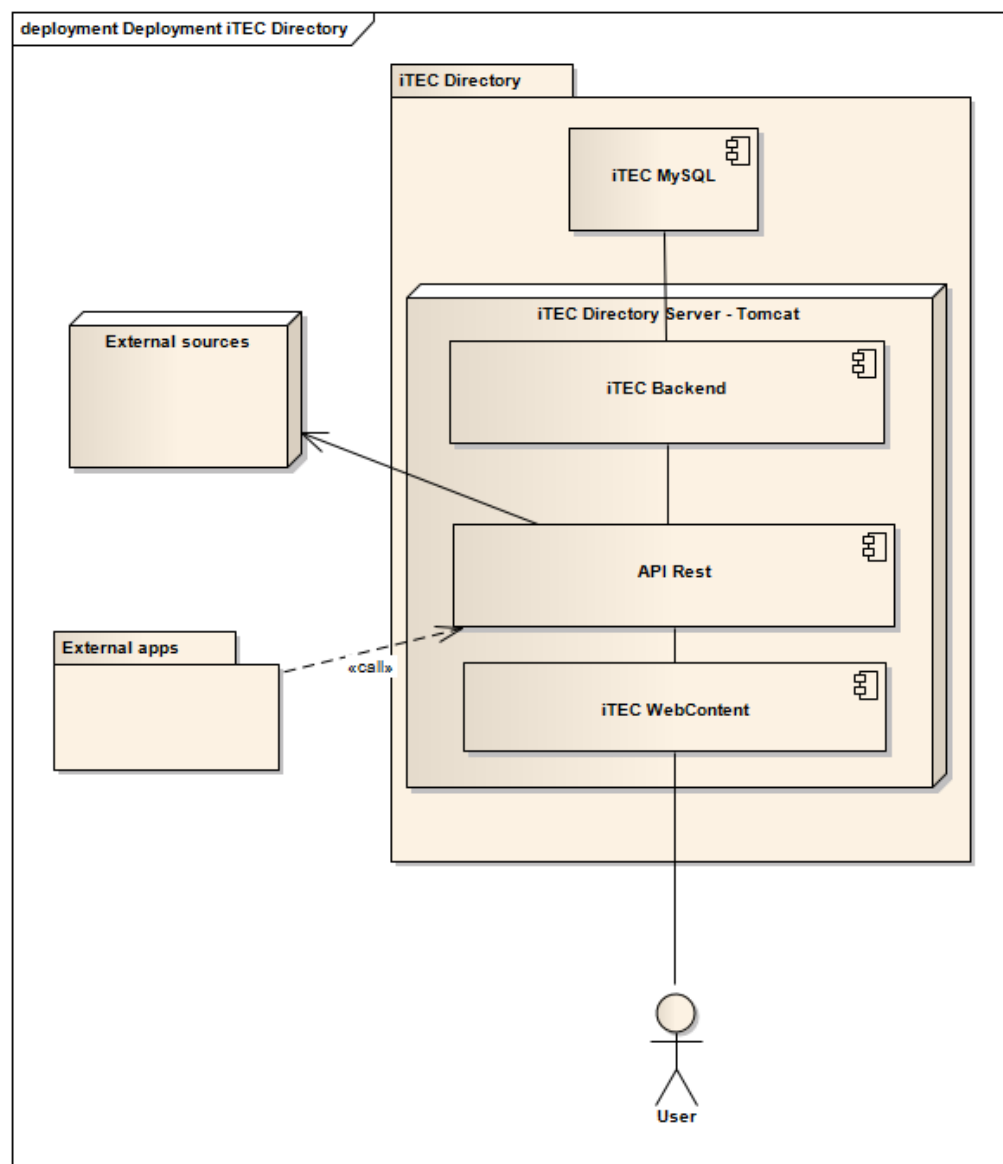 deployment Deployment iTEC Directory
iTEC Directory
iTEC MySQL
iTEC Directory Server - Tomcat
External sources
iTEC Backend
API Rest
External apps
«call»
iTEC WebContent
User